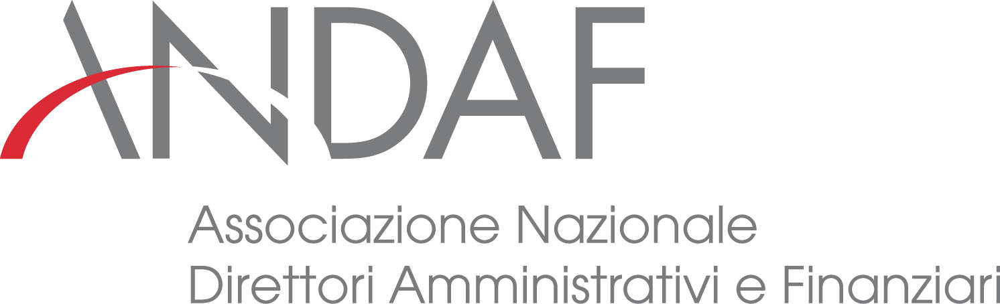 ANDAF
Associazione Nazionale
Direttori Amministrativi e Finanziari